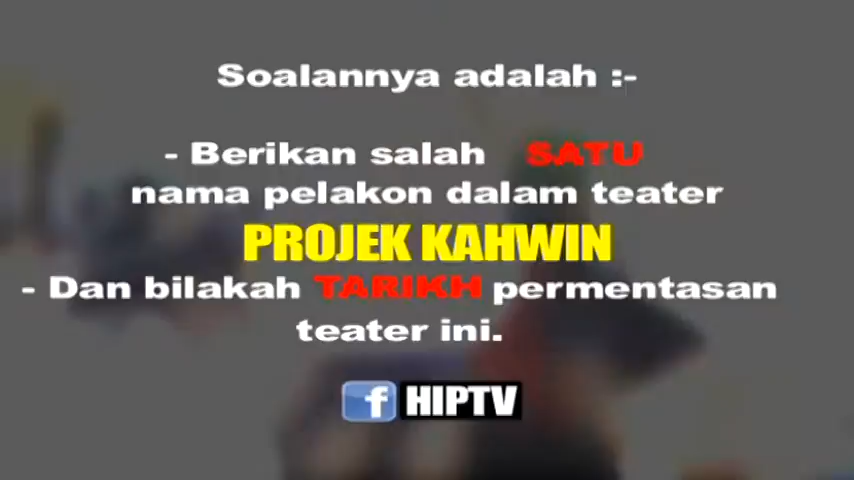 Soalannya adalah :-
- Berikan salah SATU
nama pelakon dalam teater
PROJEK KAHWIN
- Dan bilakah TARIKH permentasan
teater ini.
f HIPTV